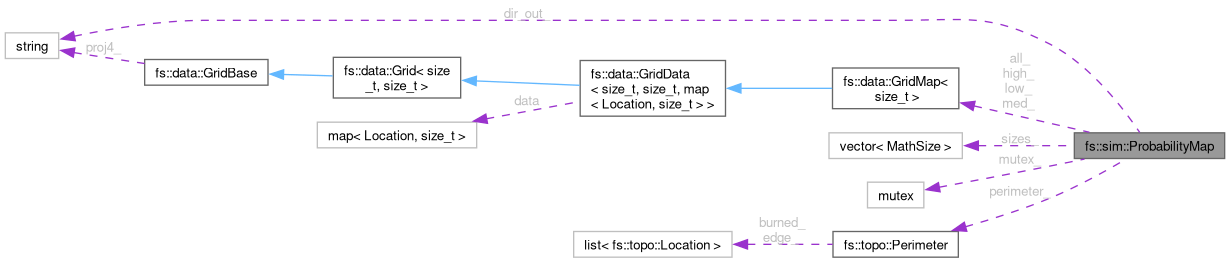 dir_out
string
proj4_
fs::data::GridBase
fs::data::Grid< size
_t, size_t >
fs::data::GridData
< size_t, size_t, map
< Location, size_t > >
fs::data::GridMap<
size_t >
all_
high_
low_
med_
data
map< Location, size_t >
vector< MathSize >
sizes_
fs::sim::ProbabilityMap
mutex_
mutex
perimeter_
burned_
edge_
list< fs::topo::Location >
fs::topo::Perimeter